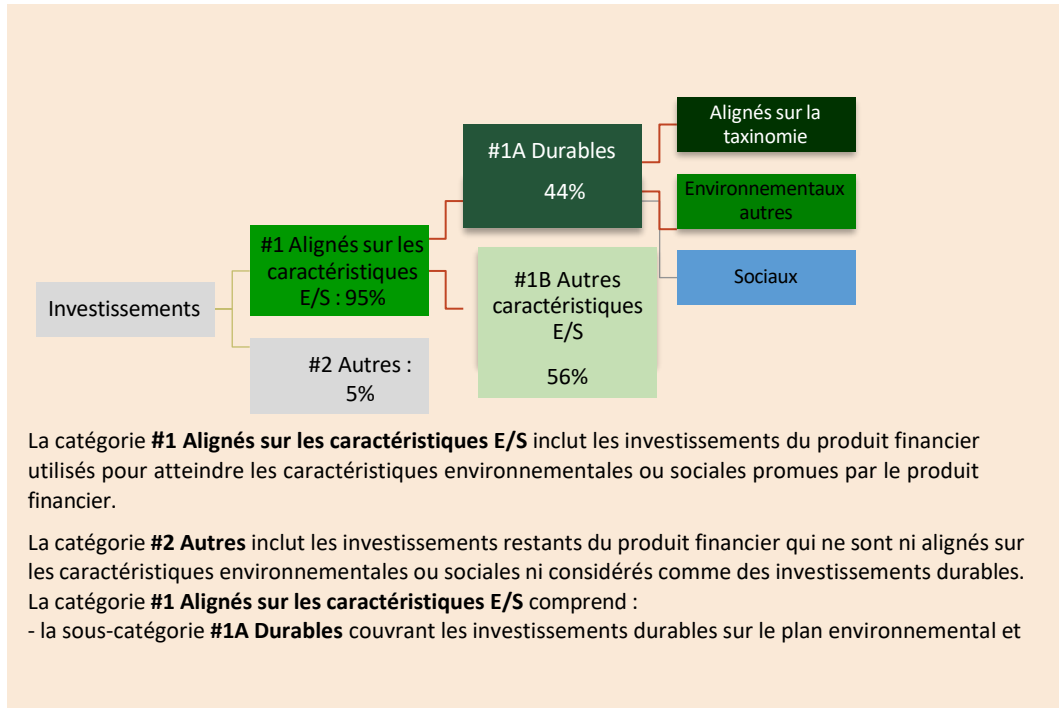 Alignés sur la
taxinomie
#1A Durables
44%
Environnementaux
autres
#1 Alignés sur les
caractéristiques
E/S : 95%
#1B Autres
caractéristiques
E/S
56%
Sociaux
Investissements
#2 Autres :
5%
La catégorie #1 Alignés sur les caractéristiques E/S inclut les investissements du produit financier
utilisés pour atteindre les caractéristiques environnementales ou sociales promues par le produit
financier.
La catégorie #2 Autres inclut les investissements restants du produit financier qui ne sont ni alignés sur
les caractéristiques environnementales ou sociales ni considérés comme des investissements durables.
La catégorie #1 Alignés sur les caractéristiques E/S comprend :
- la sous-catégorie #1A Durables couvrant les investissements durables sur le plan environnemental et